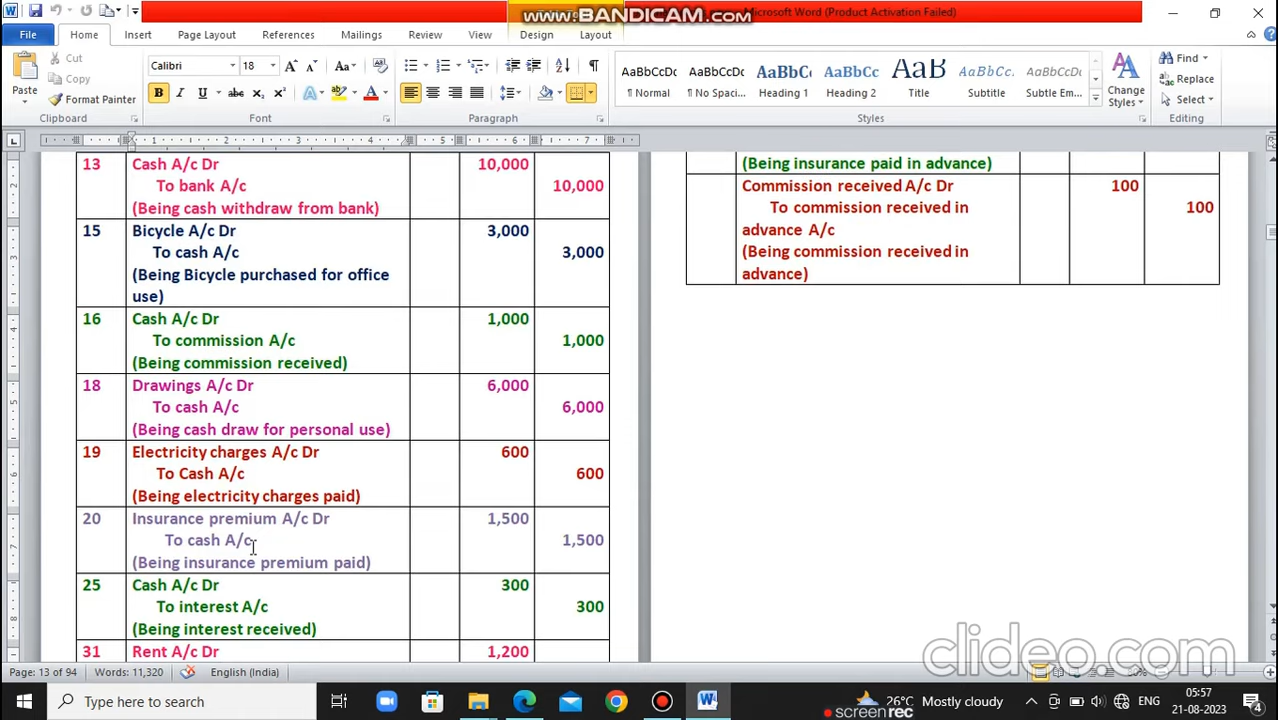 www.BANDICAM.com
Microsoft Word (Product Activation Failed)
File Home Insert Page Layout References Mailings Review View Design Layout
Paste
Cut
Copy
Format Painter
Clipboard
Calibri 18
Font
Paragraph
AaBbCcDc AaBbCcDc AaBbCc AaBbCc AaB AaBbCc. AaBbCcDc
¶ Normal ¶ No Spaci... Heading 1 Heading 2 Title Subtitle Subtle Em...
Change Styles
Styles
Find
Replace
Select
Editing
13 Cash A/c Dr 10,000
To bank A/c 10,000
(Being cash withdraw from bank)
15 Bicycle A/c Dr 3,000
To cash A/c 3,000
(Being Bicycle purchased for office
use)
16 Cash A/c Dr 1,000
To commission A/c 1,000
(Being commission received)
18 Drawings A/c Dr 6,000
To cash A/c 6,000
(Being cash draw for personal use)
19 Electricity charges A/c Dr 600
To Cash A/c 600
(Being electricity charges paid)
20 Insurance premium A/c Dr 1,500
To cash A/c 1,500
(Being insurance premium paid)
25 Cash A/c Dr 300
To interest A/c 300
(Being interest received)
31 Rent A/c Dr 1,200
(Being insurance paid in advance)
Commission received A/c Dr 100
To commission received in 100
advance A/c
(Being commission received in
advance)
clideo.com
Page: 13 of 94 Words: 11,320 English (India)
Type here to search
26°C Mostly cloudy
ENG
05:57
21-08-2023
screen rec